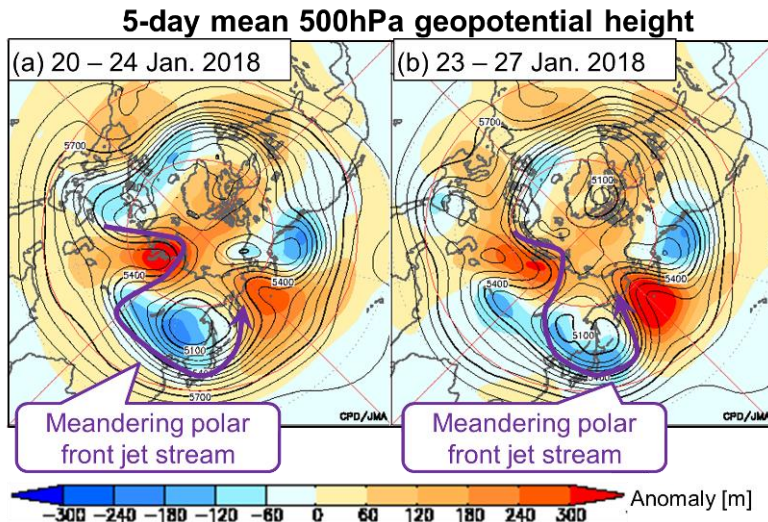 5-day mean 500hPa geopotential height
(a) 20 – 24 Jan. 2018
(b) 23 – 27 Jan. 2018
5700
5400
5400
5100
5700
CPD/JMA
5100
5400
5400
5100
CPD/JMA
Meandering polar
front jet stream
Meandering polar
front jet stream
−300 −240 −180 −120 −60 0 60 120 180 240 300 Anomaly [m]